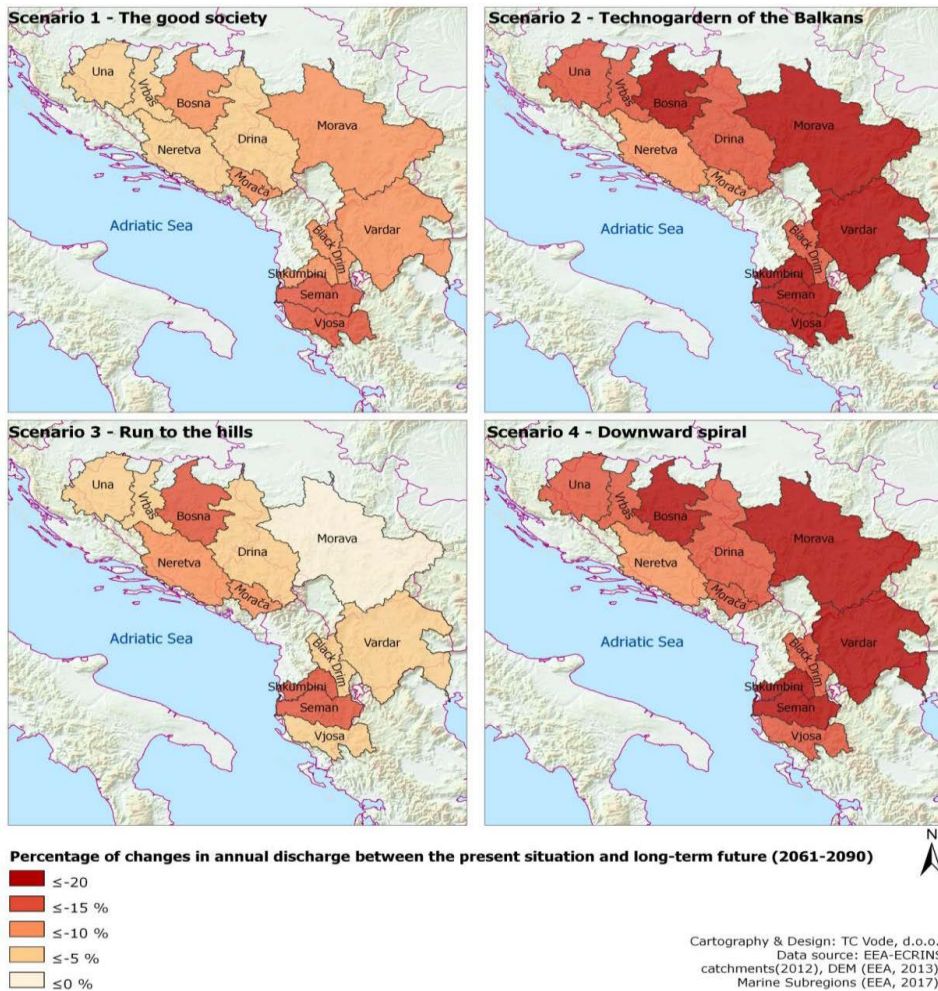 Scenario 1 - The good society
Una
Vrbas
Bosna
Drina
Morava
Neretva
Morača
Adriatic Sea
Vardar
Black Drim
Shkumbini
Seman
Vjosa
Scenario 2 - Technogardern of the Balkans
Una
Vrbas
Bosna
Drina
Morava
Neretva
Morača
Adriatic Sea
Vardar
Black Drim
Shkumbini
Seman
Vjosa
Scenario 3 - Run to the hills
Una
Vrbas
Bosna
Drina
Morava
Neretva
Morača
Adriatic Sea
Vardar
Black Drim
Shkumbini
Seman
Vjosa
Scenario 4 - Downward spiral
Una
Vrbas
Bosna
Drina
Morava
Neretva
Morača
Adriatic Sea
Vardar
Black Drim
Shkumbini
Seman
Vjosa
N
Percentage of changes in annual discharge between the present situation and long-term future (2061-2090)
≤-20
≤-15 %
≤-10 %
≤-5 %
≤0 %
Cartography & Design: TC Vode, d.o.o.
Data source: EEA-ECRINS
catchments(2012), DEM (EEA, 2013)
Marine Subregions (EEA, 2017)